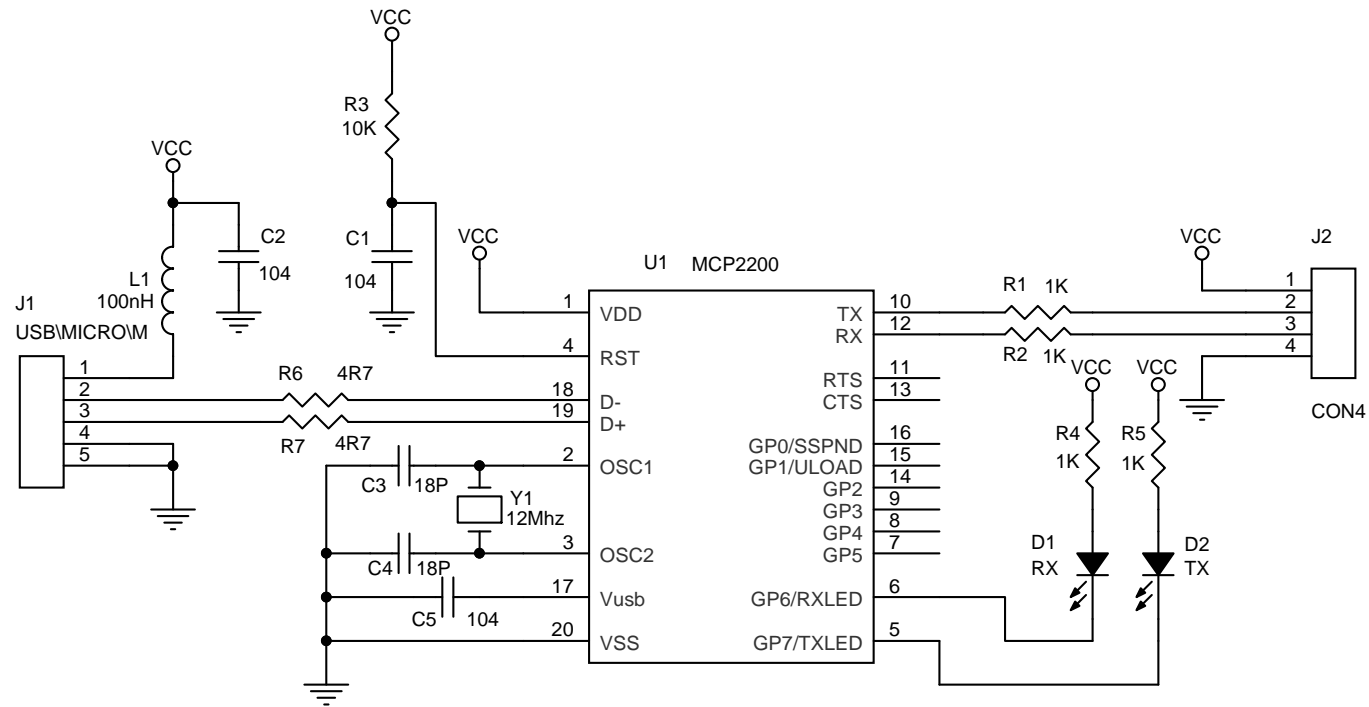 VCC
R3
10K
VCC
C2
104
L1
100nH
C1
104
VCC
U1 MCP2200
VCC
J2
J1
USB\MICRO\M
1
2
3
4
5
R6 4R7
R7 4R7
1 VDD
4 RST
18 D-
19 D+
2 OSC1
3 OSC2
17 Vusb
20 VSS
C3 18P
Y1
12Mhz
C4 18P
C5 104
TX 10
RX 12
RTS 11
CTS 13
GP0/SSPND 16
GP1/ULOAD 15
GP2 14
GP3 9
GP4 8
GP5 7
GP6/RXLED 6
GP7/TXLED 5
R1 1K
R2 1K
1
2
3
4
CON4
VCC
VCC
R4
1K
R5
1K
D1
RX
D2
TX